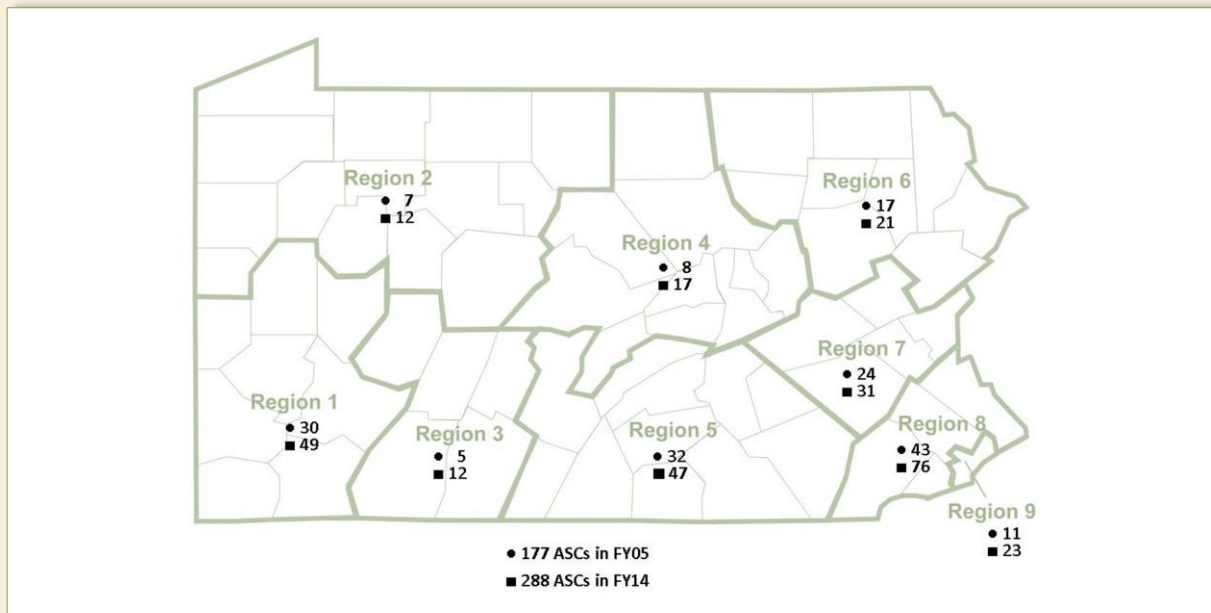 Region 2
7
12
Region 6
17
21
Region 4
8
17
Region 7
24
31
Region 1
30
49
Region 3
5
12
Region 5
32
47
Region 8
43
76
Region 9
11
23
177 ASCs in FY05
288 ASCs in FY14